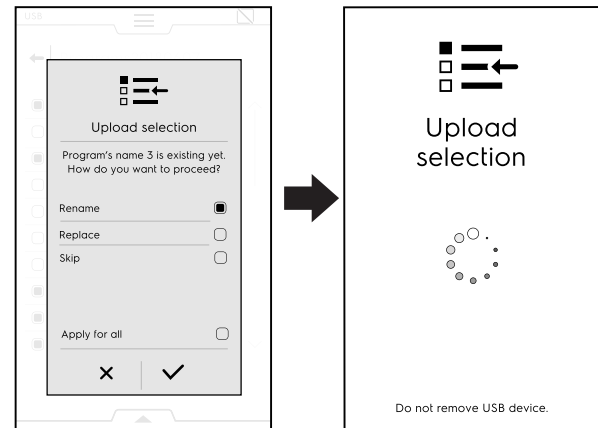 USB
Upload selection
Program's name 3 is existing yet.
How do you want to proceed?
Rename
Replace
Skip
Apply for all
Upload
selection
Do not remove USB device.